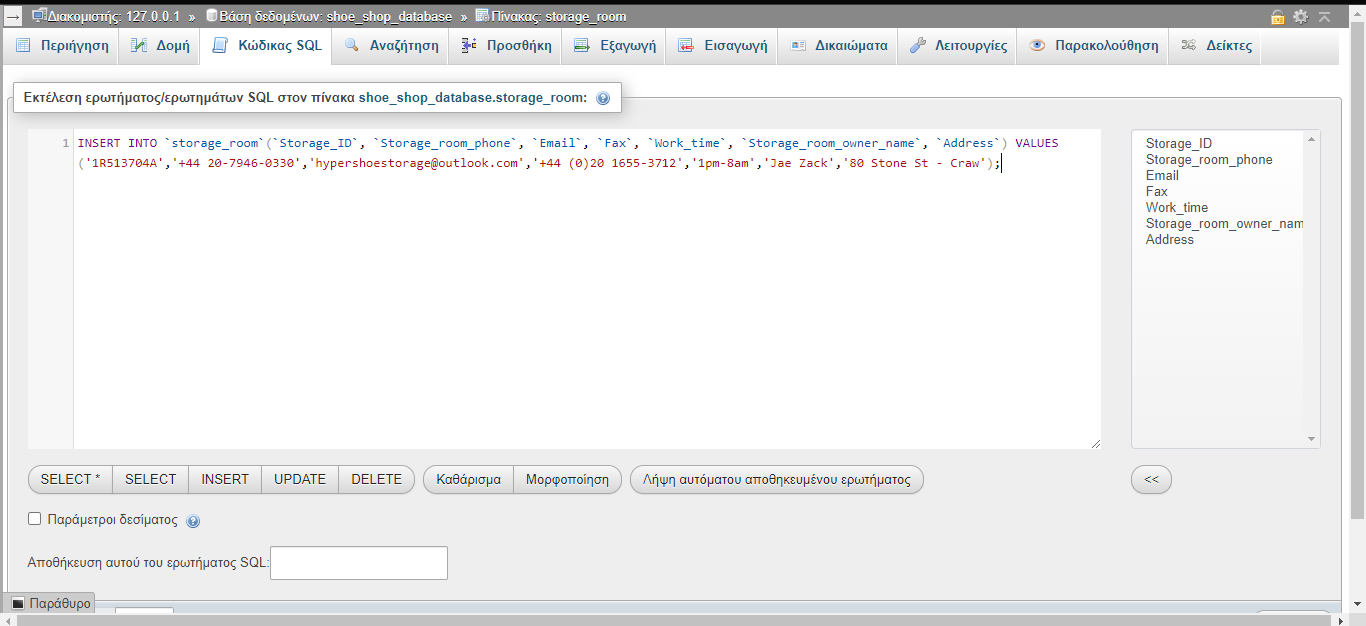 Διακομιστής: 127.0.0.1 » Βάση δεδομένων: shoe_shop_database » Πίνακας: storage_room
Περιήγηση Δομή Κώδικας SQL Αναζήτηση Προσθήκη Εξαγωγή Εισαγωγή Δικαιώματα Λειτουργίες Παρακολούθηση Δείκτες
Εκτέλεση ερωτήματος/ερωτημάτων SQL στον πίνακα shoe_shop_database.storage_room:
1 INSERT INTO `storage_room`(`Storage_ID`, `Storage_room_phone`, `Email`, `Fax`, `Work_time`, `Storage_room_owner_name`, `Address`) VALUES
('1R513704A','+44 20-7946-0330','hypershoestorage@outlook.com','+44 (0)20 1655-3712','1pm-8am','Jae Zack','80 Stone St - Craw');
Storage_ID
Storage_room_phone
Email
Fax
Work_time
Storage_room_owner_nam
Address
SELECT * SELECT INSERT UPDATE DELETE Καθάρισμα Μορφοποίηση Λήψη αυτόματου αποθηκευμένου ερωτήματος <<
Παράμετροι δεσίματος
Αποθήκευση αυτού του ερωτήματος SQL:
Παράθυρο